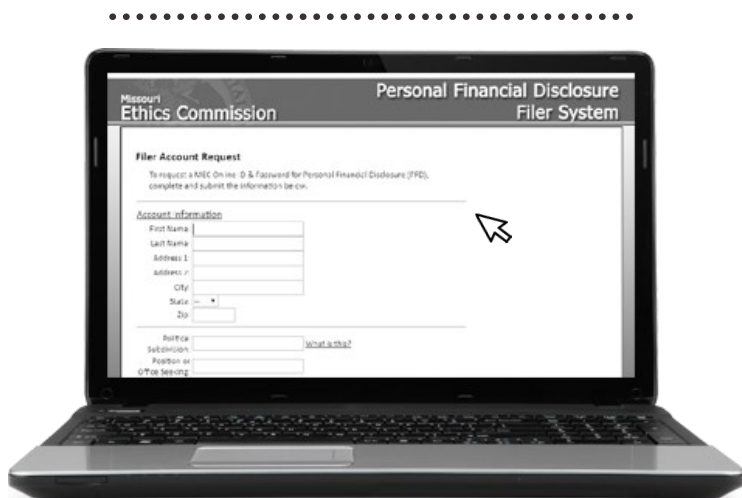 Missouri
Ethics Commission
Personal Financial Disclosure
Filer System
Filer Account Request
To request a MEC Online ID & Password for Personal Financial Disclosure (PFD),
complete and submit the information below.
Account Information
First Name
Last Name
Address 1
Address 2
City
State --
Zip
Political
Subdivision
What is this?
Position or
Office Seeking